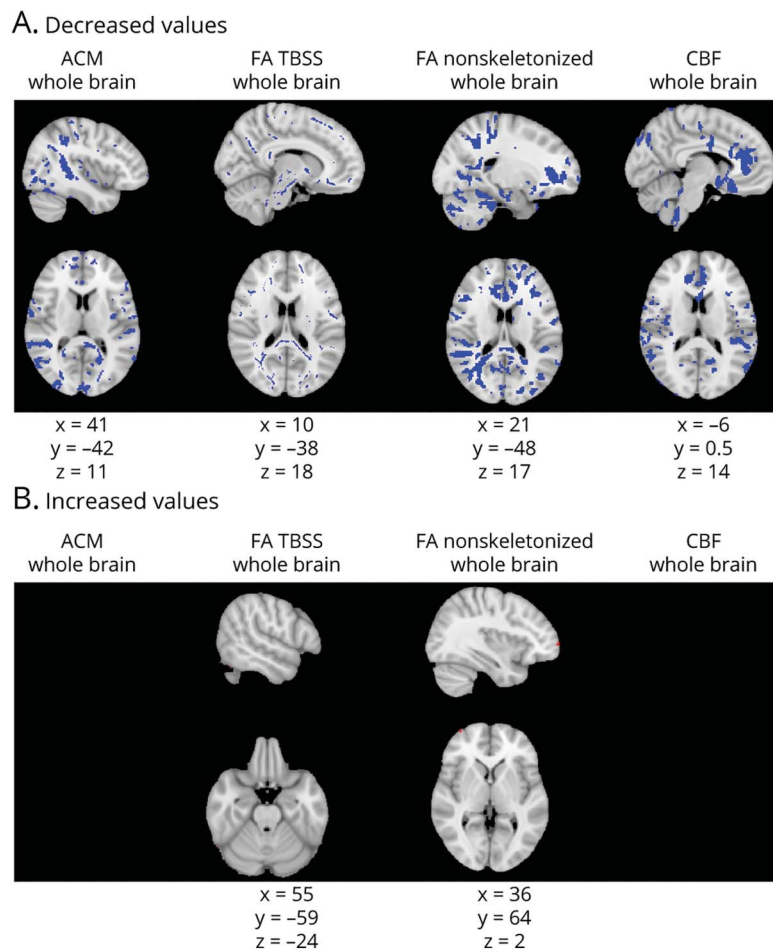 A. Decreased values
ACM FA TBSS FA nonskeletonized CBF
whole brain whole brain whole brain whole brain
x = 41 x = 10 x = 21 x = –6
y = –42 y = –38 y = –48 y = 0.5
z = 11 z = 18 z = 17 z = 14
B. Increased values
ACM FA TBSS FA nonskeletonized CBF
whole brain whole brain whole brain whole brain
x = 55 x = 36
y = –59 y = 64
z = –24 z = 2